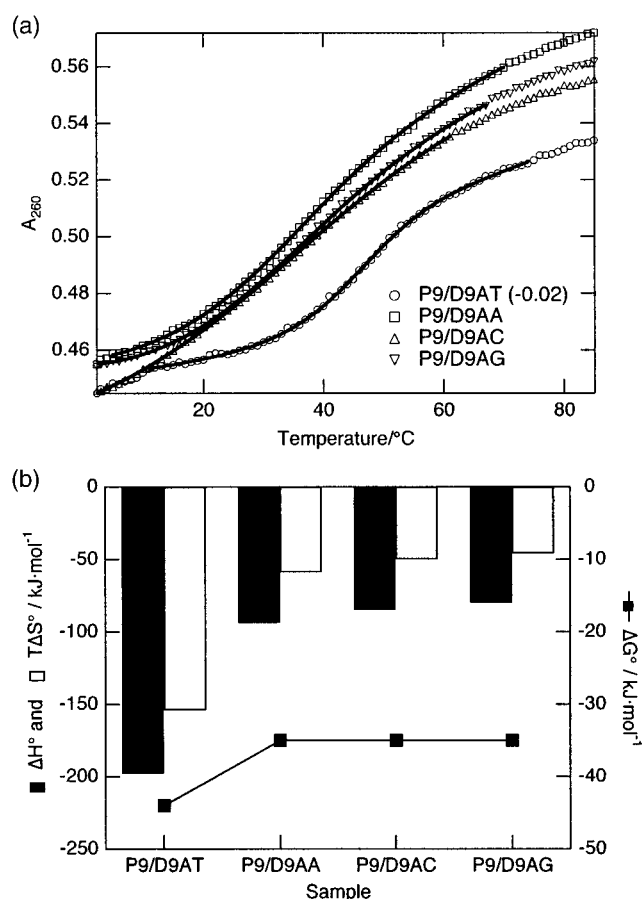 (a)
A260
0.56
0.54
0.52
0.50
0.48
0.46
P9/D9AT (-0.02)
P9/D9AA
P9/D9AC
P9/D9AG
20
40
60
80
Temperature/°C
(b)
ΔH° and TΔS° / kJ·mol⁻¹
0
-50
-100
-150
-200
-250
0
-10
-20
-30
-40
-50
ΔG° / kJ·mol⁻¹
P9/D9AT
P9/D9AA
P9/D9AC
P9/D9AG
Sample